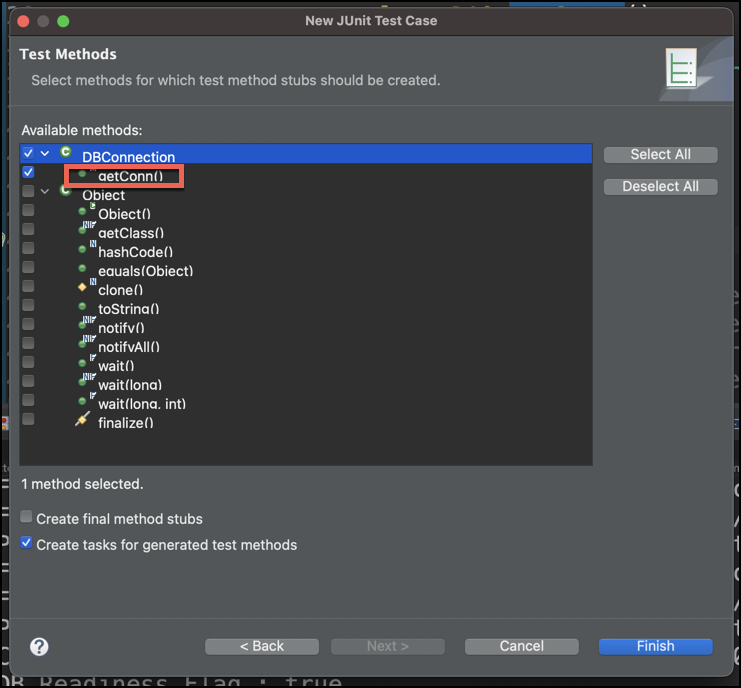 New JUnit Test Case
Test Methods
Select methods for which test method stubs should be created.
Available methods:
DBConnection
getConn()
Object
Object()
getClass()
hashCode()
equals(Object)
clone()
toString()
notify()
notifyAll()
wait()
wait(long)
wait(long, int)
finalize()
Select All
Deselect All
1 method selected.
Create final method stubs
Create tasks for generated test methods
?
< Back
Next >
Cancel
Finish
DB Readiness Flag : true